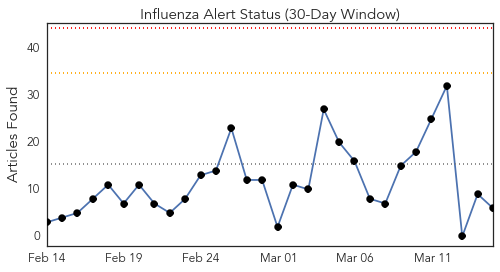 Influenza Alert Status (30-Day Window)
Articles Found
40
30
20
10
0
Feb 14 Feb 19 Feb 24 Mar 01 Mar 06 Mar 11